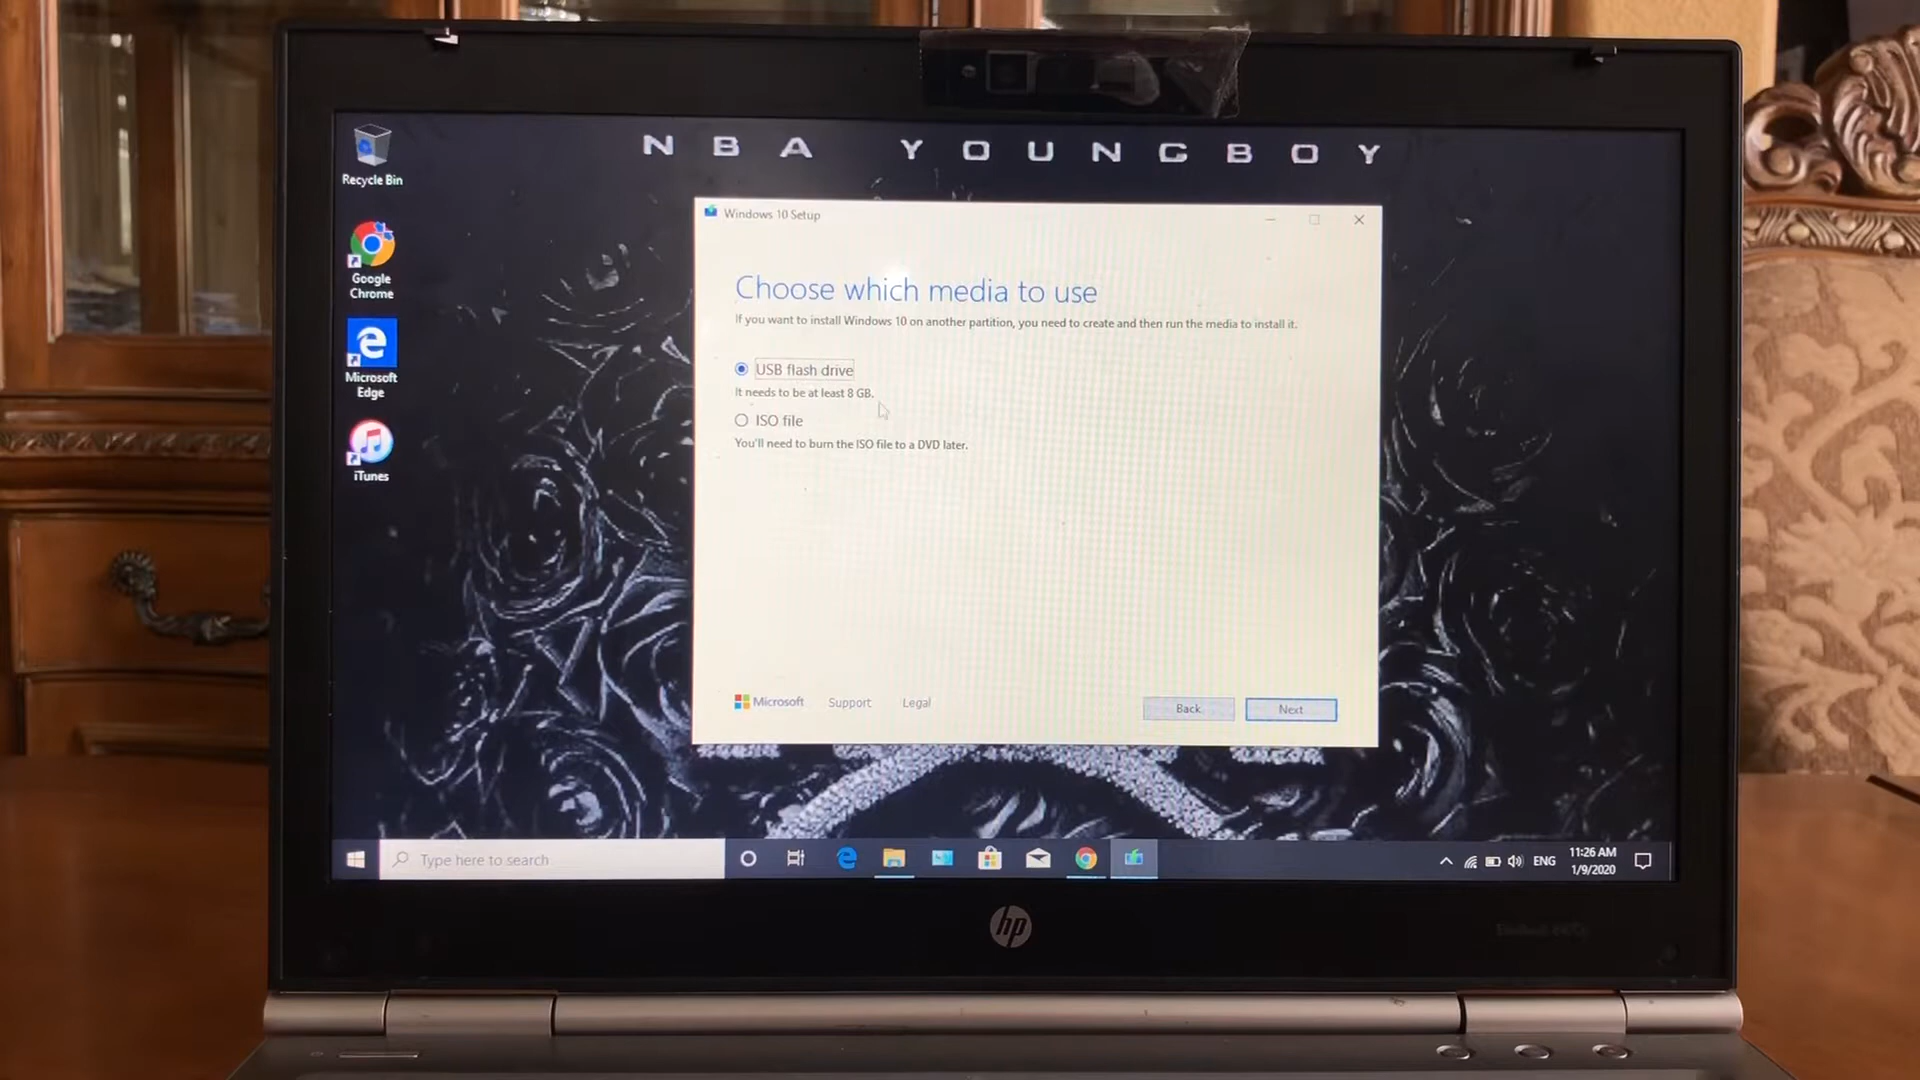 NBA YOUNGBOY
Recycle Bin
Google
Chrome
Microsoft
Edge
iTunes
Windows 10 Setup
Choose which media to use
If you want to install Windows 10 on another partition, you need to create and then run the media to install it.
USB flash drive
It needs to be at least 8 GB.
ISO file
You'll need to burn the ISO file to a DVD later.
Microsoft
Support
Legal
Back
Next
Type here to search
ENG
11:26 AM
1/9/2020
hp